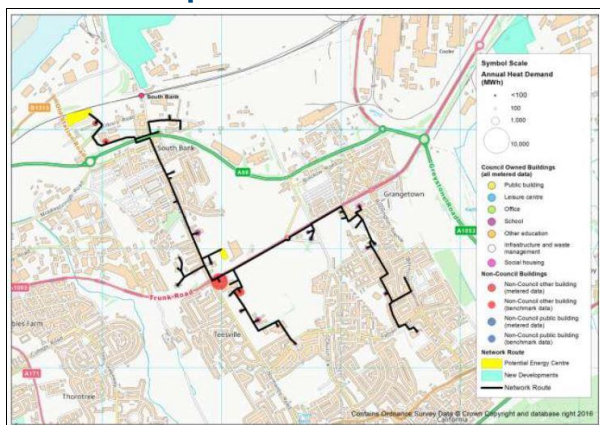 South Bank
South Bank
A66
Grangetown
A1053
Trunk-Road
A1085
Teesville
A171
Thorntree
California
Symbol Scale
Annual Heat Demand
(MWh)
<100
100
1,000
10,000
Council Owned Buildings
(all metered data)
Public building
Leisure centre
Office
School
Other education
Infrastructure and waste
management
Social housing
Non-Council Buildings
Non-Council other building
(metered data)
Non-Council other building
(benchmark data)
Non-Council public building
(metered data)
Non-Council public building
(benchmark data)
Network Route
Potential Energy Centre
New Developments
Network Route
Contains Ordnance Survey Data © Crown Copyright and database right 2016